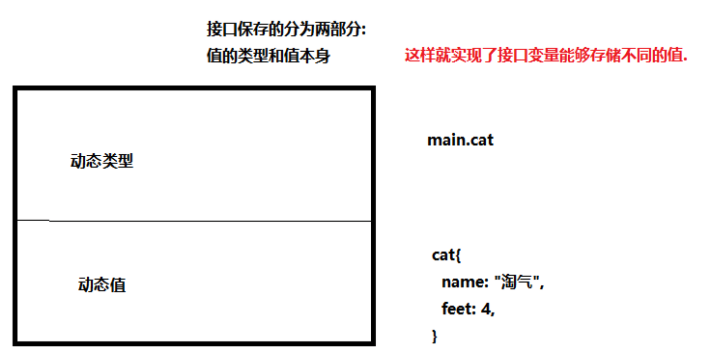 接口保存的分为两部分:
值的类型和值本身
这样就实现了接口变量能够存储不同的值.
动态类型
main.cat
动态值
cat{
name: "淘气",
feet: 4,
}